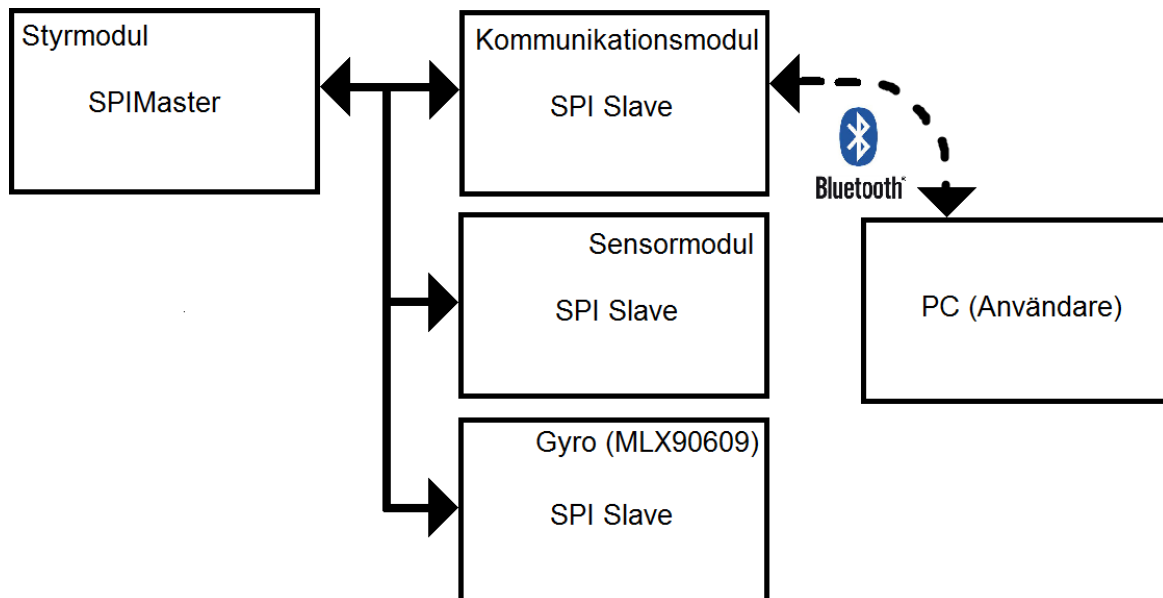 Styrmodul
SPIMaster
Kommunikationsmodul
SPI Slave
Bluetooth
Sensormodul
SPI Slave
PC (Användare)
Gyro (MLX90609)
SPI Slave